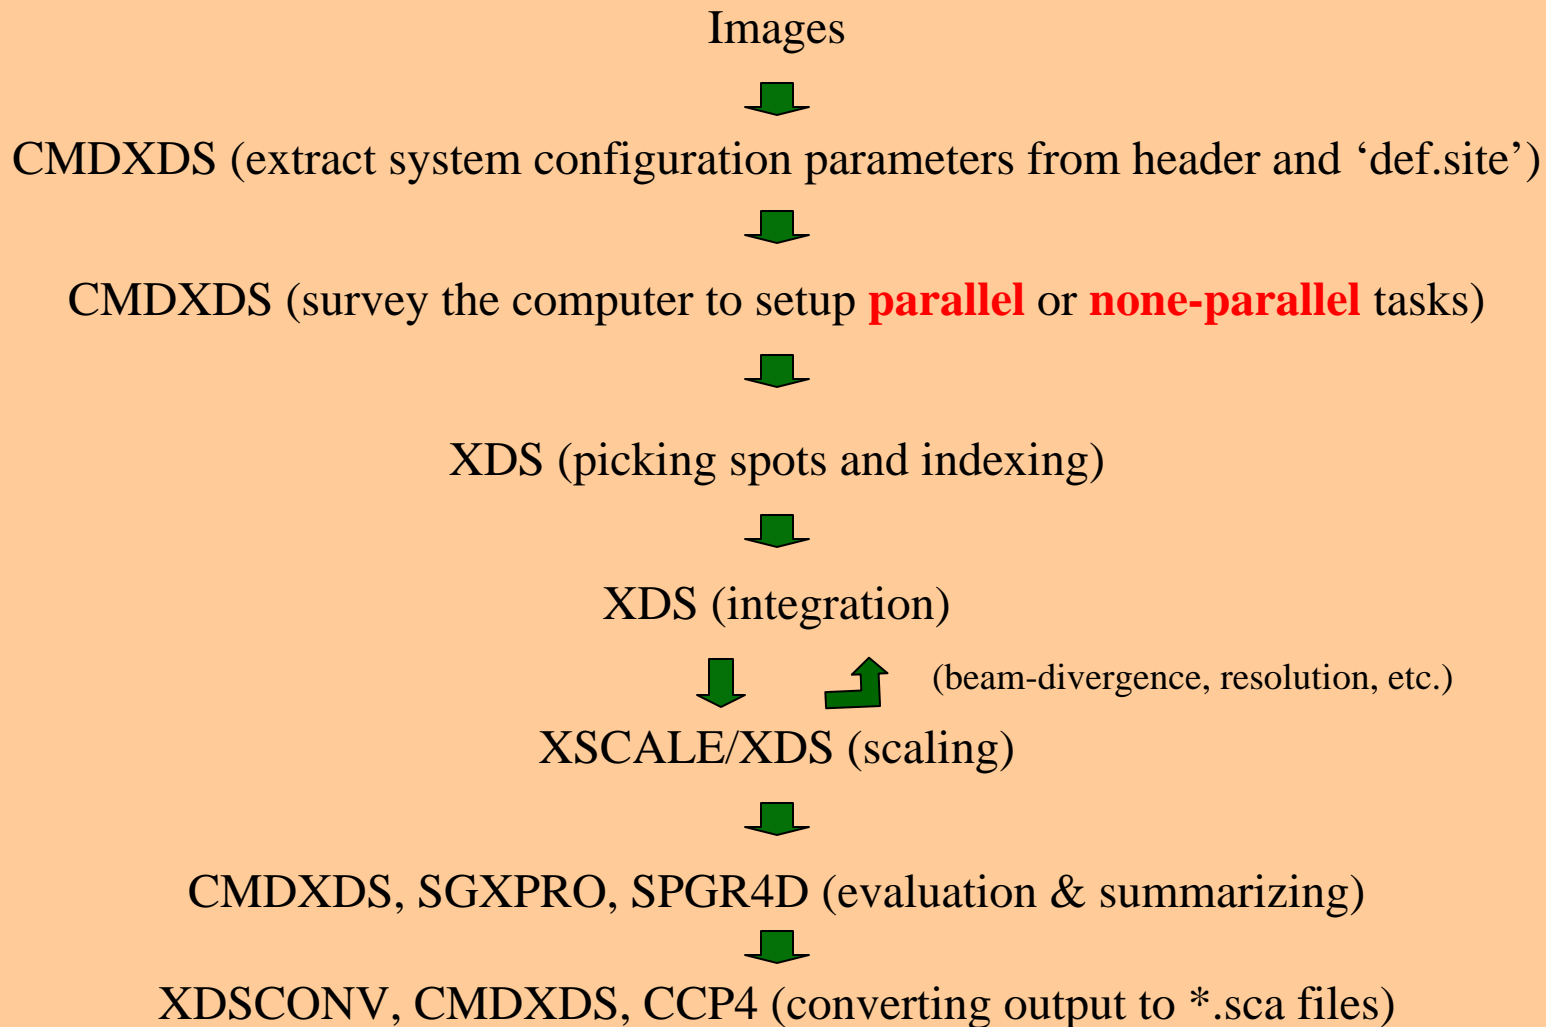 Images
CMDXDS (extract system configuration parameters from header and ‘def.site’)
CMDXDS (survey the computer to setup parallel or none-parallel tasks)
XDS (picking spots and indexing)
XDS (integration)
(beam-divergence, resolution, etc.)
XSCALE/XDS (scaling)
CMDXDS, SGXPRO, SPGR4D (evaluation & summarizing)
XDSCONV, CMDXDS, CCP4 (converting output to *.sca files)